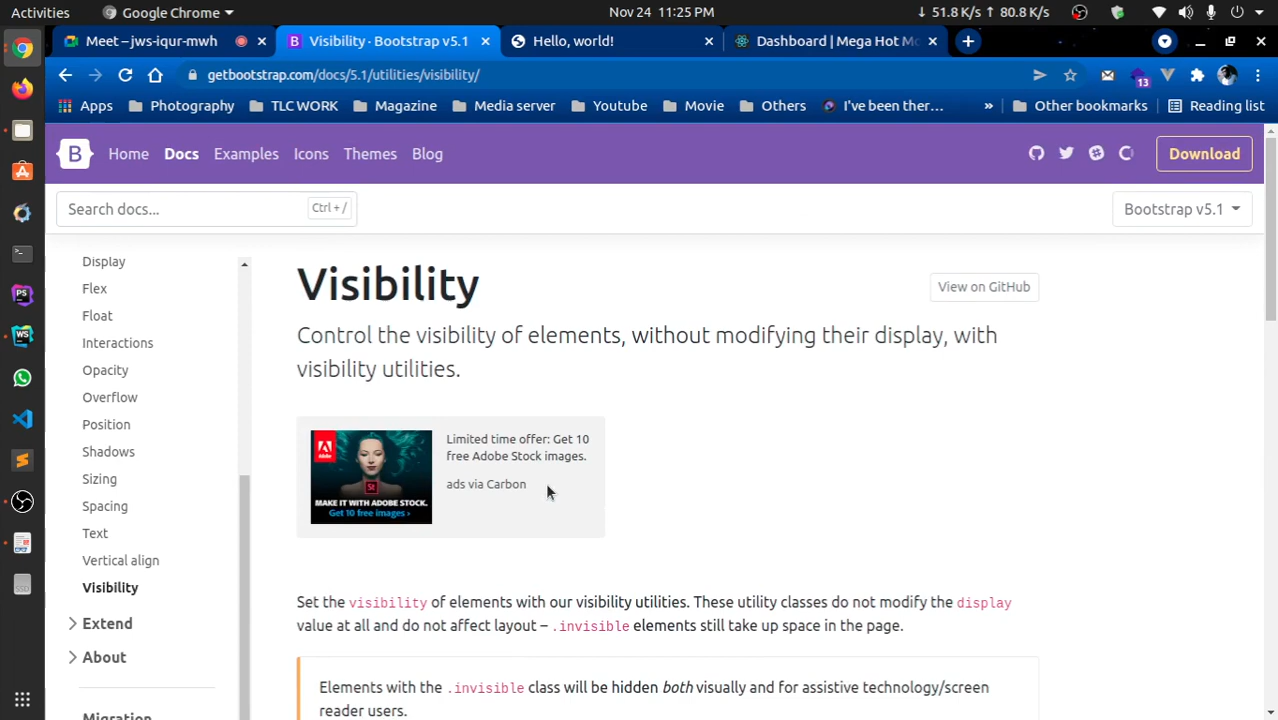 Activities Google Chrome Nov 24 11:25 PM ↓ 51.8 K/s ↑ 80.8 K/s
Meet – jws-iqur-mwh Visibility · Bootstrap v5.1 Hello, world! Dashboard | Mega Hot Mo
getbootstrap.com/docs/5.1/utilities/visibility/ 13
Apps Photography TLC WORK Magazine Media server Youtube Movie Others I've been ther... » Other bookmarks Reading list
B Home Docs Examples Icons Themes Blog Download
Search docs... Ctrl + / Bootstrap v5.1
Display
Flex
Float
Interactions
Opacity
Overflow
Position
Shadows
Sizing
Spacing
Text
Vertical align
Visibility
Extend
About
Migration
Visibility
View on GitHub
Control the visibility of elements, without modifying their display, with
visibility utilities.
Adobe
St
MAKE IT WITH ADOBE STOCK.
Get 10 free images ›
Limited time offer: Get 10
free Adobe Stock images.
ads via Carbon
Set the visibility of elements with our visibility utilities. These utility classes do not modify the display
value at all and do not affect layout – .invisible elements still take up space in the page.
Elements with the .invisible class will be hidden both visually and for assistive technology/screen
reader users.
PS
WS
SSD